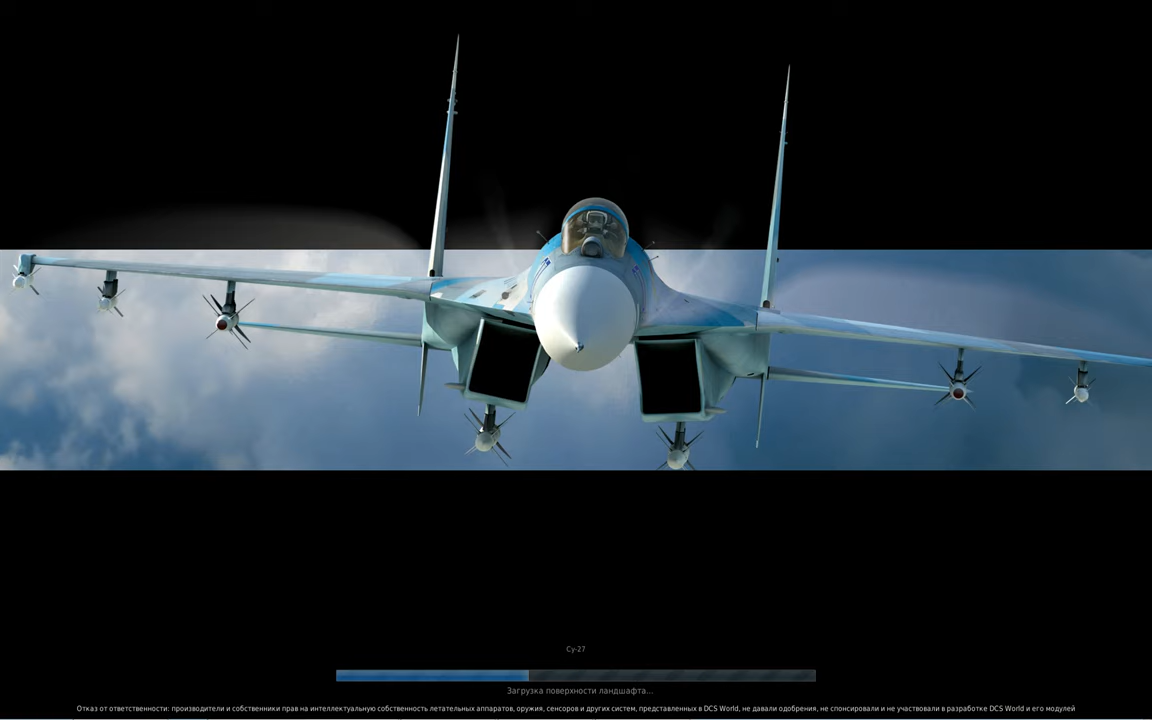 Су-27
Загрузка поверхности ландшафта...
Отказ от ответственности: производители и собственники прав на интеллектуальную собственность летательных аппаратов, оружия, сенсоров и других систем, представленных в DCS World, не давали одобрения, не спонсировали и не участвовали в разработке DCS World и его модулей